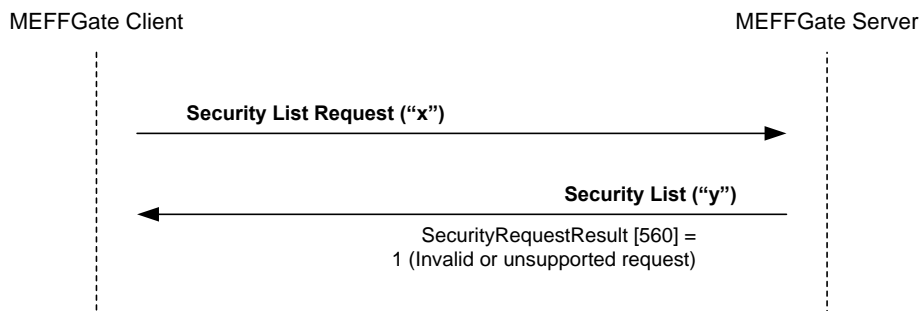 MEFFGate Client
MEFFGate Server
Security List Request (“x”)
Security List (“y”)
SecurityRequestResult [560] =
1 (Invalid or unsupported request)